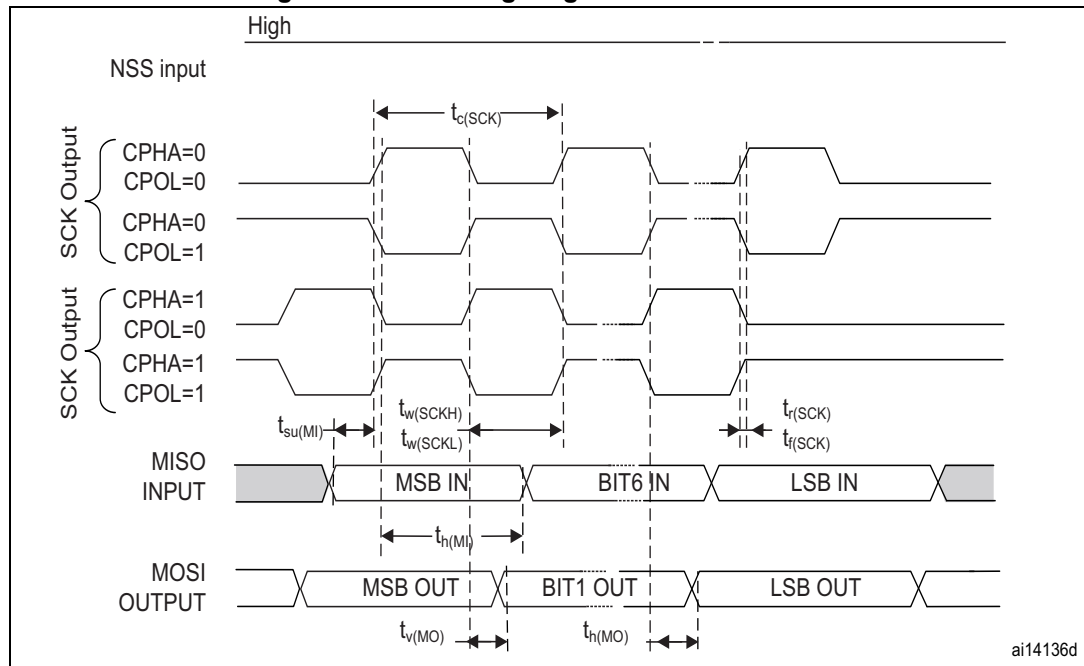 High
NSS input
tc(SCK)
SCK Output
CPHA=0
CPOL=0
CPHA=0
CPOL=1
SCK Output
CPHA=1
CPOL=0
CPHA=1
CPOL=1
tsu(MI)
tw(SCKH)
tw(SCKL)
tr(SCK)
tf(SCK)
MISO
INPUT
MSB IN
BIT6 IN
LSB IN
th(MI)
MOSI
OUTPUT
MSB OUT
BIT1 OUT
LSB OUT
tv(MO)
th(MO)
ai14136d